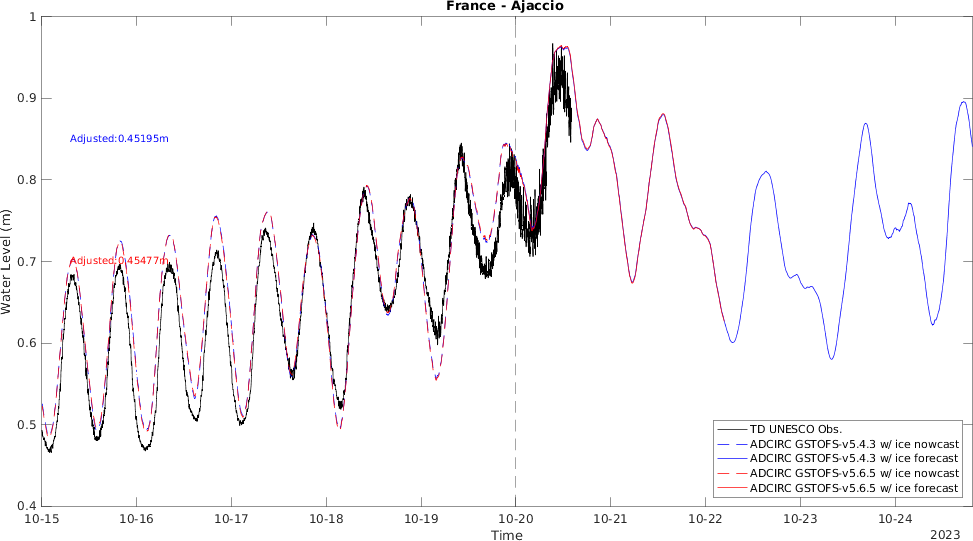 France - Ajaccio
Water Level (m)
1
0.9
0.8
0.7
0.6
0.5
0.4
Adjusted:0.45195m
Adjusted:0.45477m
TD UNESCO Obs.
ADCIRC GSTOFS-v5.4.3 w/ ice nowcast
ADCIRC GSTOFS-v5.4.3 w/ ice forecast
ADCIRC GSTOFS-v5.6.5 w/ ice nowcast
ADCIRC GSTOFS-v5.6.5 w/ ice forecast
10-15 10-16 10-17 10-18 10-19 10-20 10-21 10-22 10-23 10-24
Time
2023